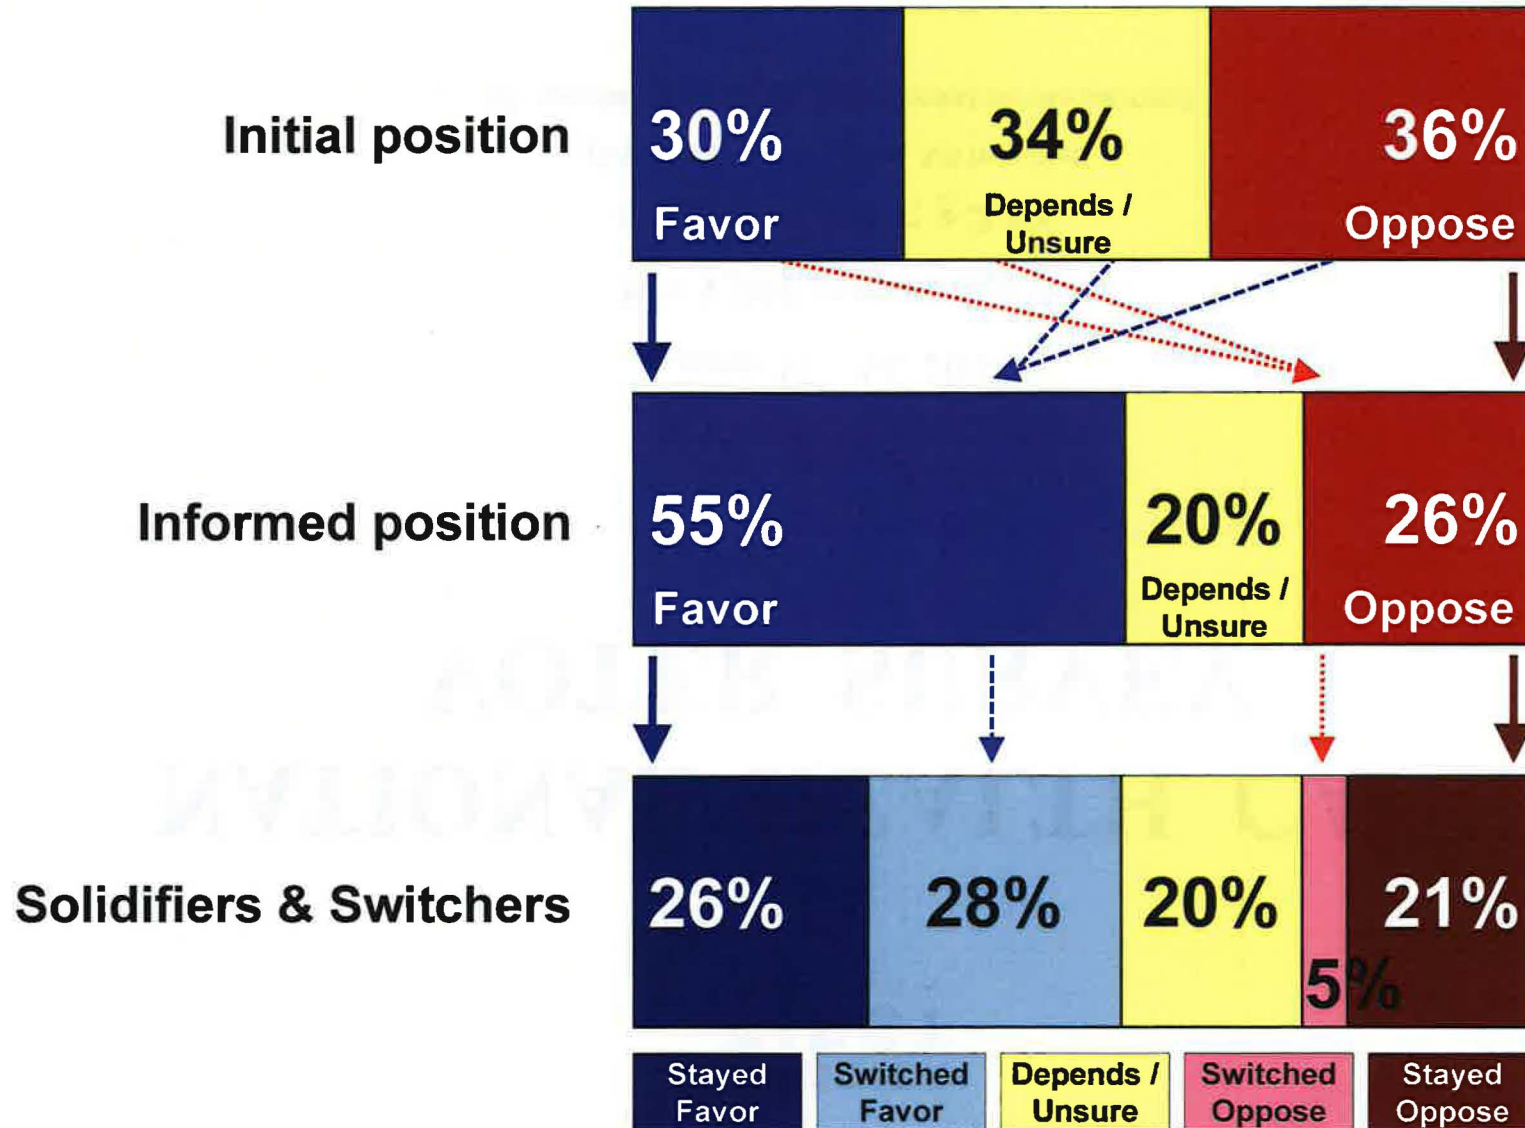 Initial position
30%
Favor
34%
Depends /
Unsure
36%
Oppose
Informed position
55%
Favor
20%
Depends /
Unsure
26%
Oppose
Solidifiers & Switchers
26%
28%
20%
5%
21%
Stayed
Favor
Switched
Favor
Depends /
Unsure
Switched
Oppose
Stayed
Oppose